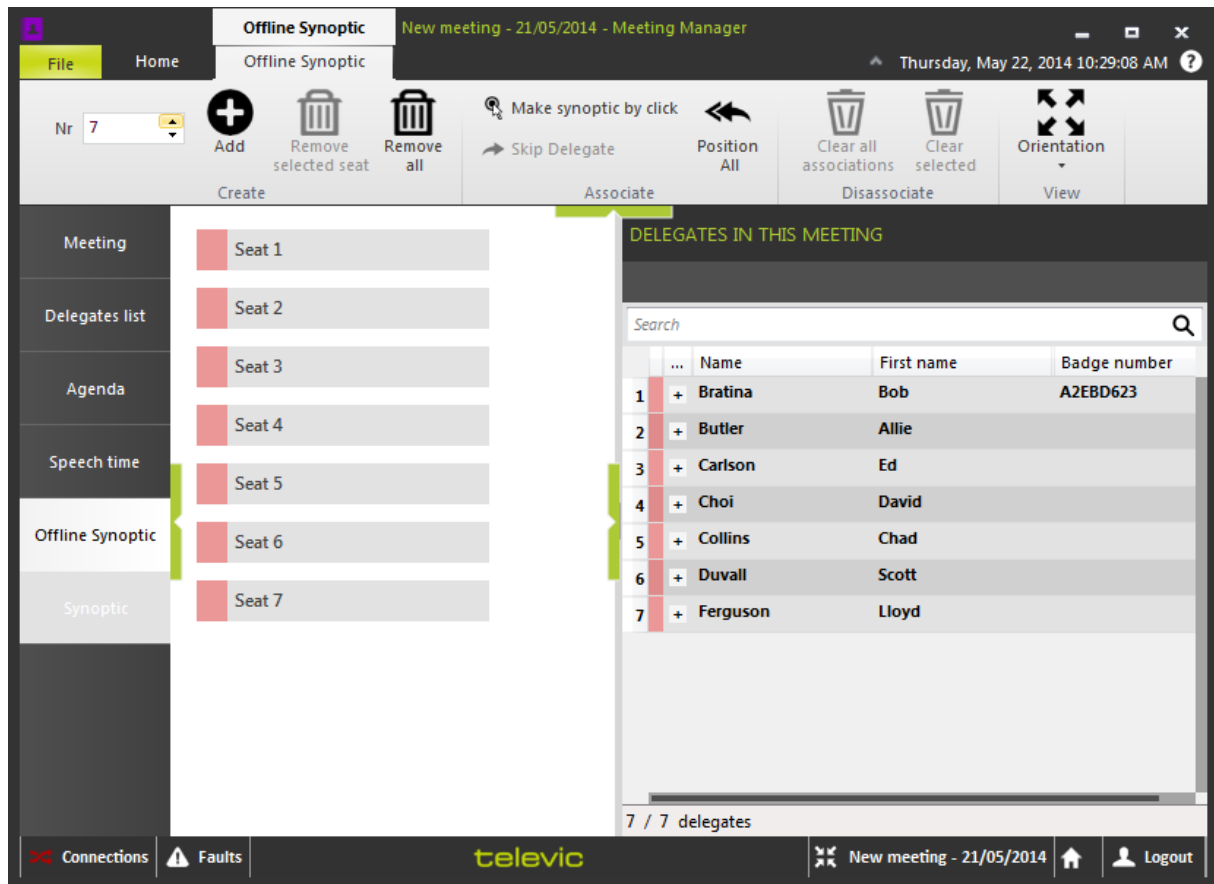 Offline Synoptic New meeting - 21/05/2014 - Meeting Manager
File Home Offline Synoptic Thursday, May 22, 2014 10:29:08 AM ?
Nr 7
Add
Remove selected seat
Remove all
Create
Make synoptic by click
Skip Delegate
Position All
Associate
Clear all associations
Clear selected
Disassociate
Orientation
View
Meeting
Delegates list
Agenda
Speech time
Offline Synoptic
Synoptic
Seat 1
Seat 2
Seat 3
Seat 4
Seat 5
Seat 6
Seat 7
DELEGATES IN THIS MEETING
Search
... Name First name Badge number
1 + Bratina Bob A2EBD623
2 + Butler Allie
3 + Carlson Ed
4 + Choi David
5 + Collins Chad
6 + Duvall Scott
7 + Ferguson Lloyd
7 / 7 delegates
Connections Faults televic New meeting - 21/05/2014 Logout